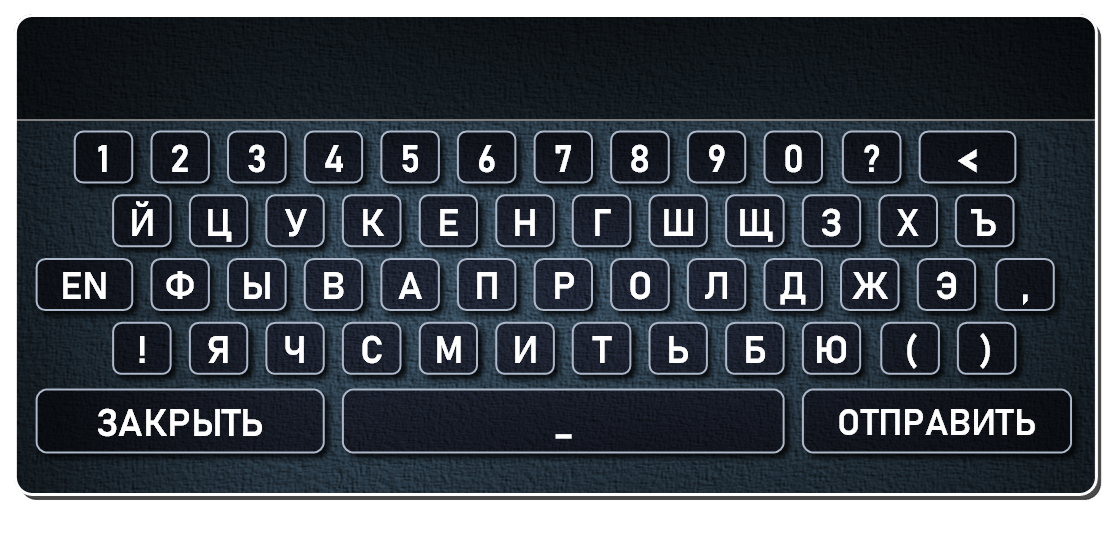 1 2 3 4 5 6 7 8 9 0 ? <
Й Ц У К Е Н Г Ш Щ З Х Ъ
EN Ф Ы В А П Р О Л Д Ж Э ,
! Я Ч С М И Т Ь Б Ю ( )
ЗАКРЫТЬ _ ОТПРАВИТЬ